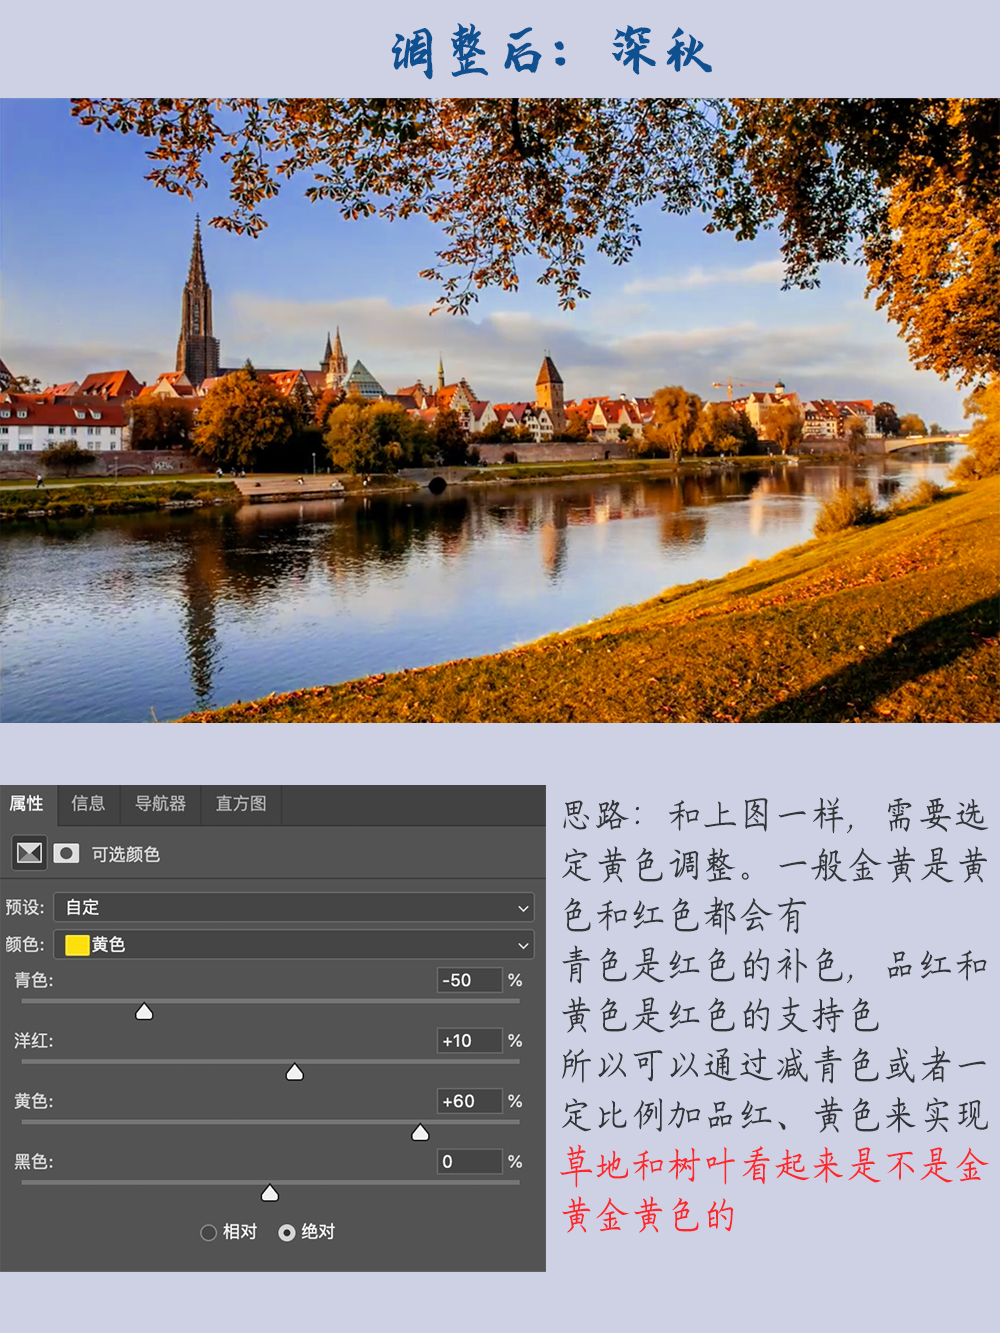 调整后：深秋
属性 信息 导航器 直方图
可选颜色
预设: 自定
颜色: 黄色
青色: -50 %
洋红: +10 %
黄色: +60 %
黑色: 0 %
相对 绝对
思路：和上图一样，需要选
定黄色调整。一般金黄是黄
色和红色都会有
青色是红色的补色，品红和
黄色是红色的支持色
所以可以通过减青色或者一
定比例加品红、黄色来实现
草地和树叶看起来是不是金
黄金黄色的